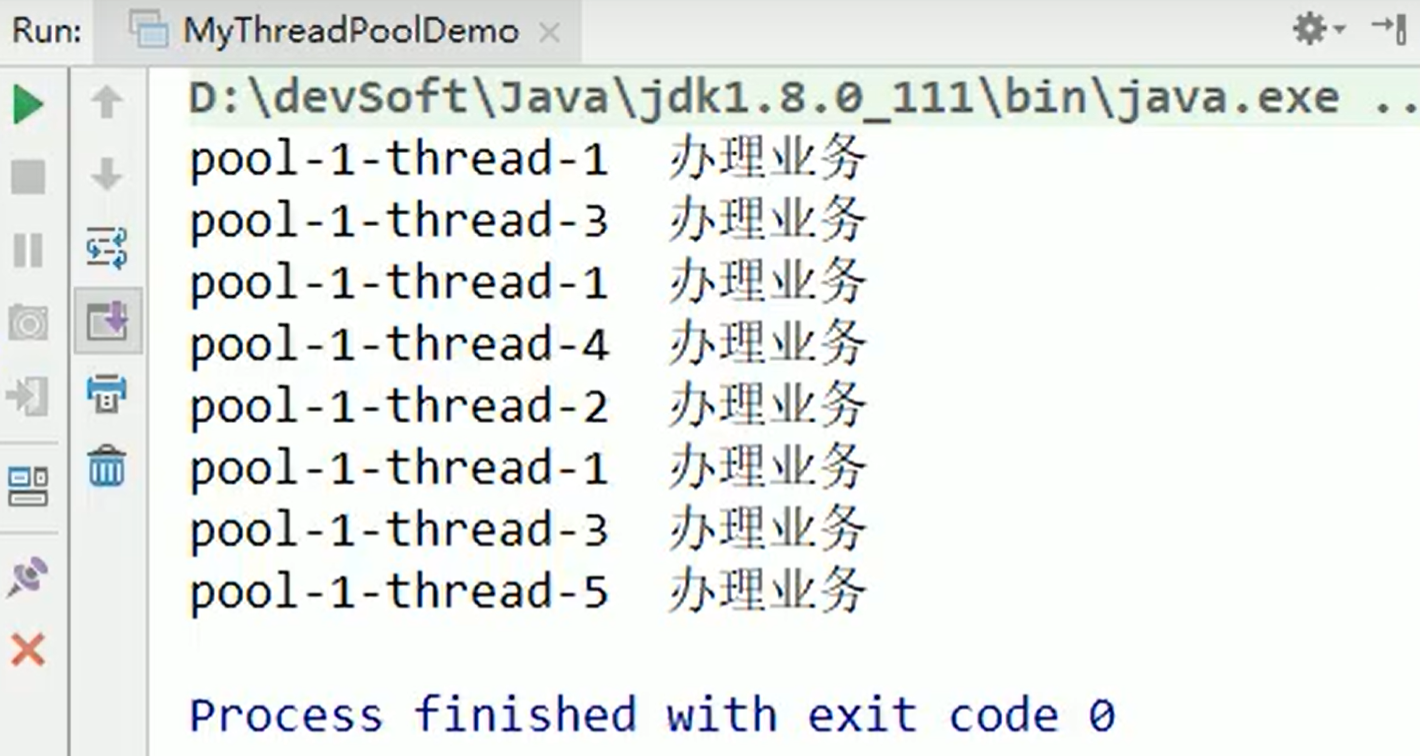 Run: MyThreadPoolDemo
D:\devSoft\Java\jdk1.8.0_111\bin\java.exe ..
pool-1-thread-1 办理业务
pool-1-thread-3 办理业务
pool-1-thread-1 办理业务
pool-1-thread-4 办理业务
pool-1-thread-2 办理业务
pool-1-thread-1 办理业务
pool-1-thread-3 办理业务
pool-1-thread-5 办理业务
Process finished with exit code 0